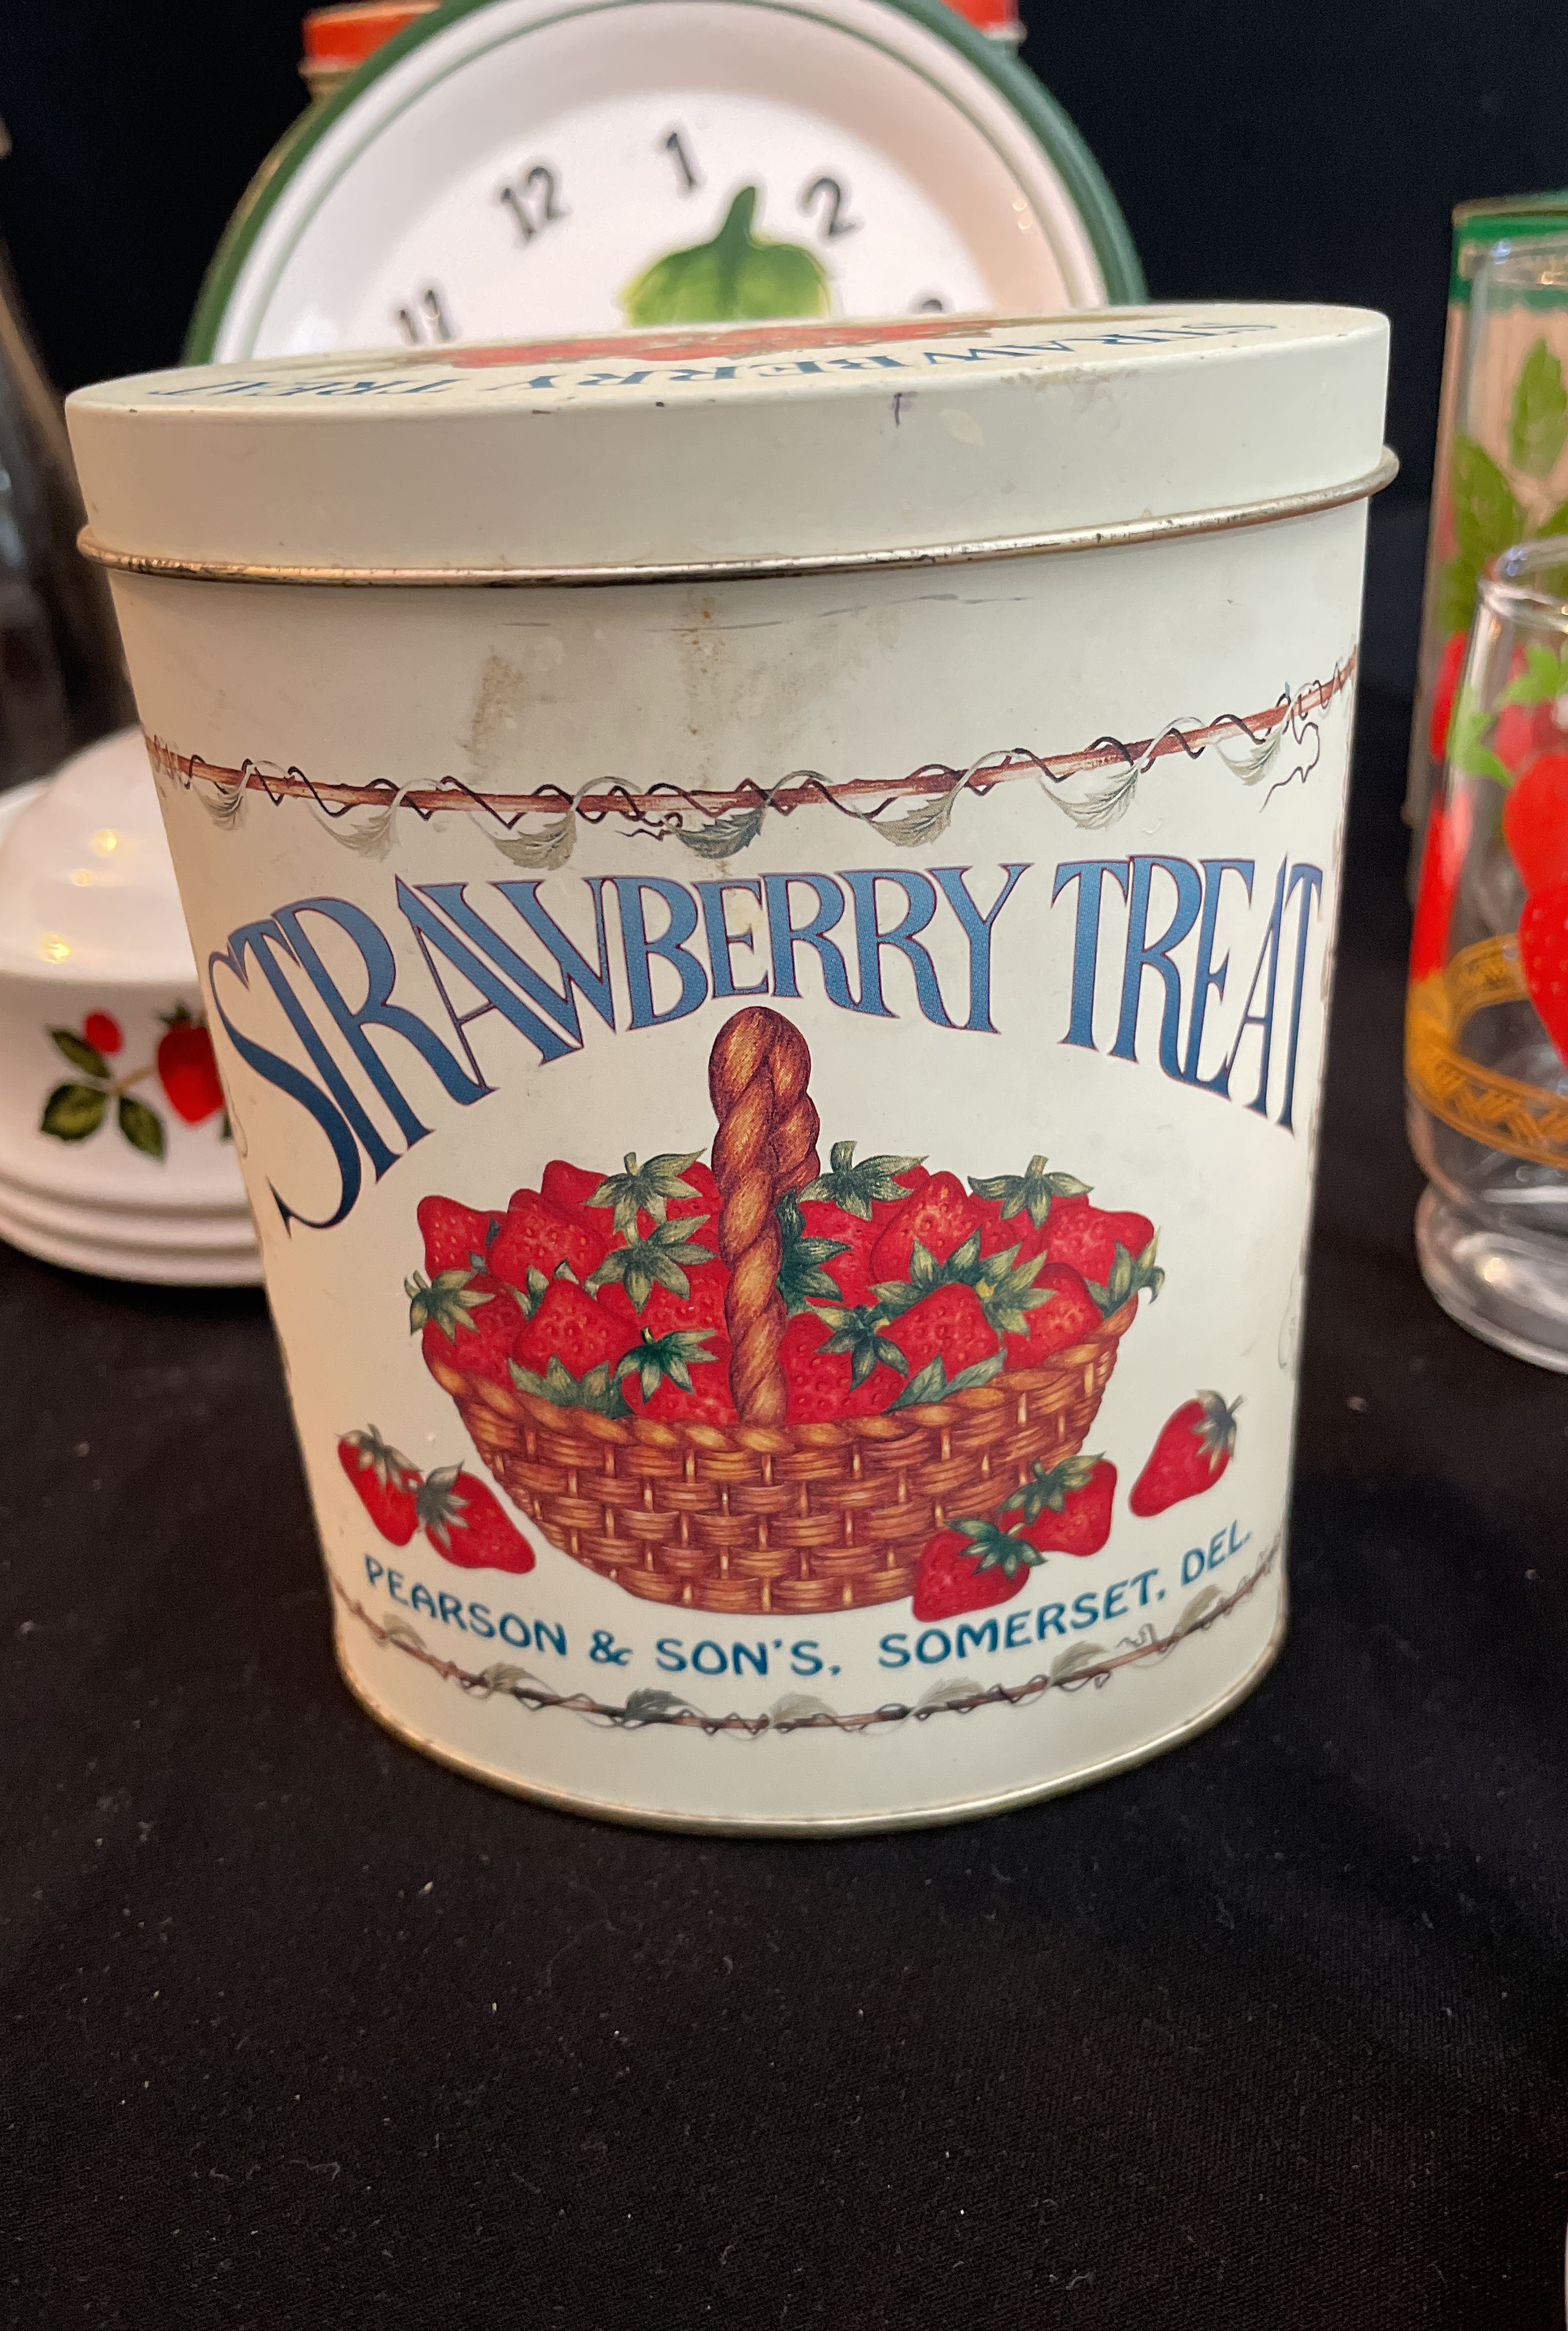 12 1 2
11
STRAWBERRY TREAT
STRAWBERRY TREAT
PEARSON & SON'S, SOMERSET, DEL.